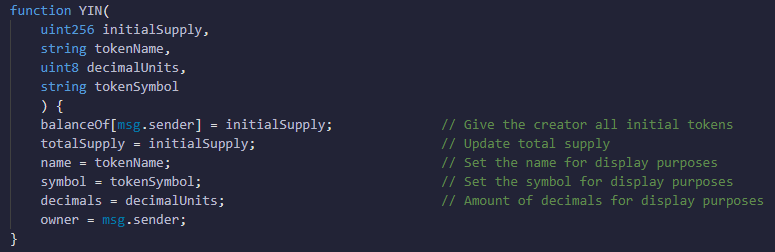 function YIN(
    uint256 initialSupply,
    string tokenName,
    uint8 decimalUnits,
    string tokenSymbol
    ) {
    balanceOf[msg.sender] = initialSupply;              // Give the creator all initial tokens
    totalSupply = initialSupply;                        // Update total supply
    name = tokenName;                                   // Set the name for display purposes
    symbol = tokenSymbol;                               // Set the symbol for display purposes
    decimals = decimalUnits;                            // Amount of decimals for display purposes
    owner = msg.sender;
}